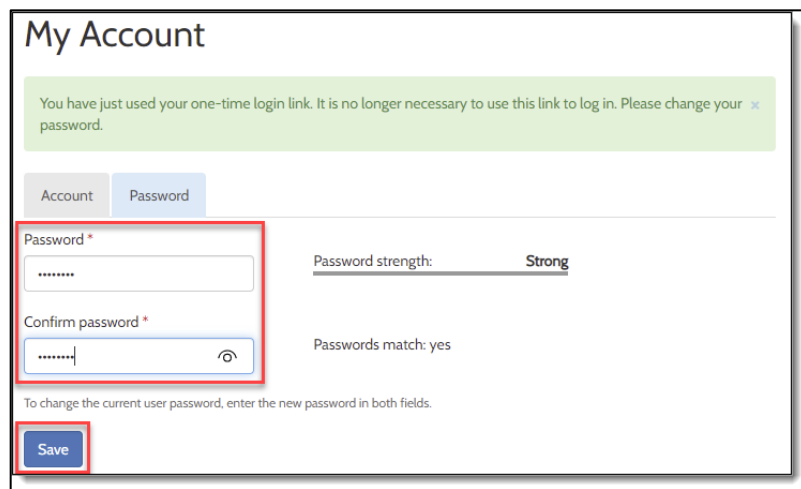 My Account
You have just used your one-time login link. It is no longer necessary to use this link to log in. Please change your ×
password.
Account Password
Password *
Password strength: Strong
••••••••
Confirm password *
Passwords match: yes
••••••••
To change the current user password, enter the new password in both fields.
Save